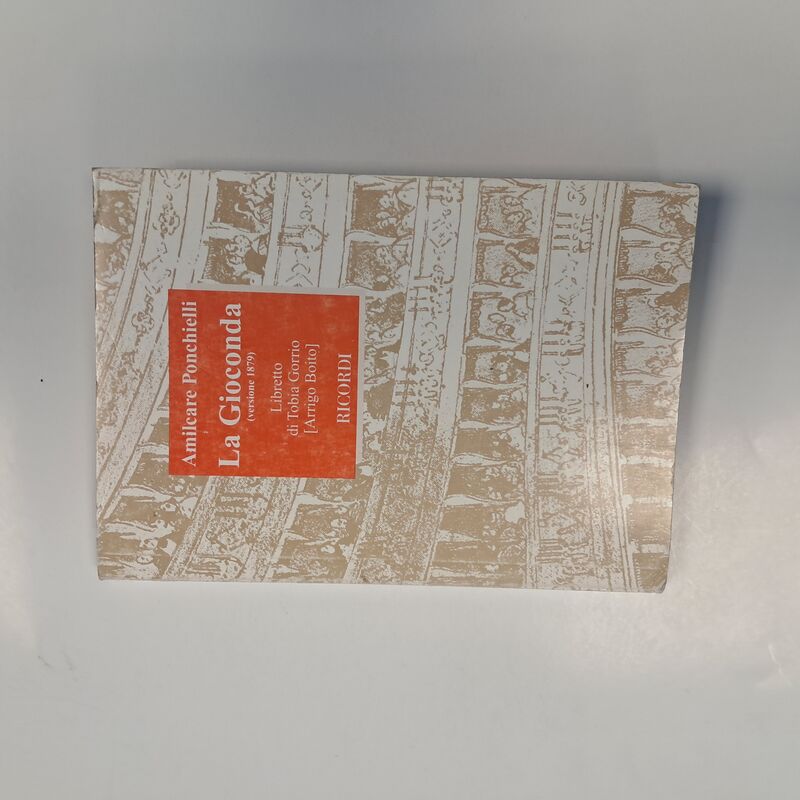 Amilcare Ponchielli
La Gioconda
(versione 1879)
Libretto
di Tobia Gorrio
[Arrigo Boito]
RICORDI